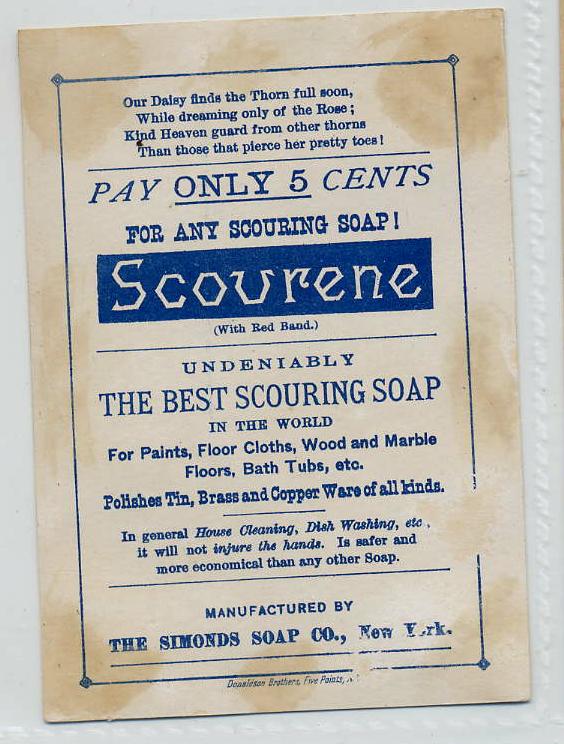 Our Daisy finds the Thorn full soon,
While dreaming only of the Rose;
Kind Heaven guard from other thorns
Than those that pierce her pretty toes!
PAY ONLY 5 CENTS
FOR ANY SCOURING SOAP!
Scourene
(With Red Band.)
UNDENIABLY
THE BEST SCOURING SOAP
IN THE WORLD
For Paints, Floor Cloths, Wood and Marble
Floors, Bath Tubs, etc.
Polishes Tin, Brass and Copper Ware of all kinds.
In general House Cleaning, Dish Washing, etc.,
it will not injure the hands. Is safer and
more economical than any other Soap.
MANUFACTURED BY
THE SIMONDS SOAP CO., New York.
Donaldson Brothers, Five Points,